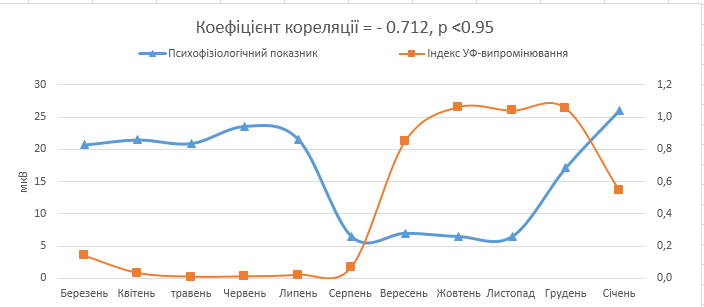 Коефіцієнт кореляції = - 0.712, p <0.95
Психофізіологічний показник Індекс УФ-випромінювання
30 1,2
25 1,0
20 0,8
15 0,6
10 0,4
5 0,2
0 0,0
мкВ
Березень Квітень травень Червень Липень Серпень Вересень Жовтень Листопад Грудень Січень